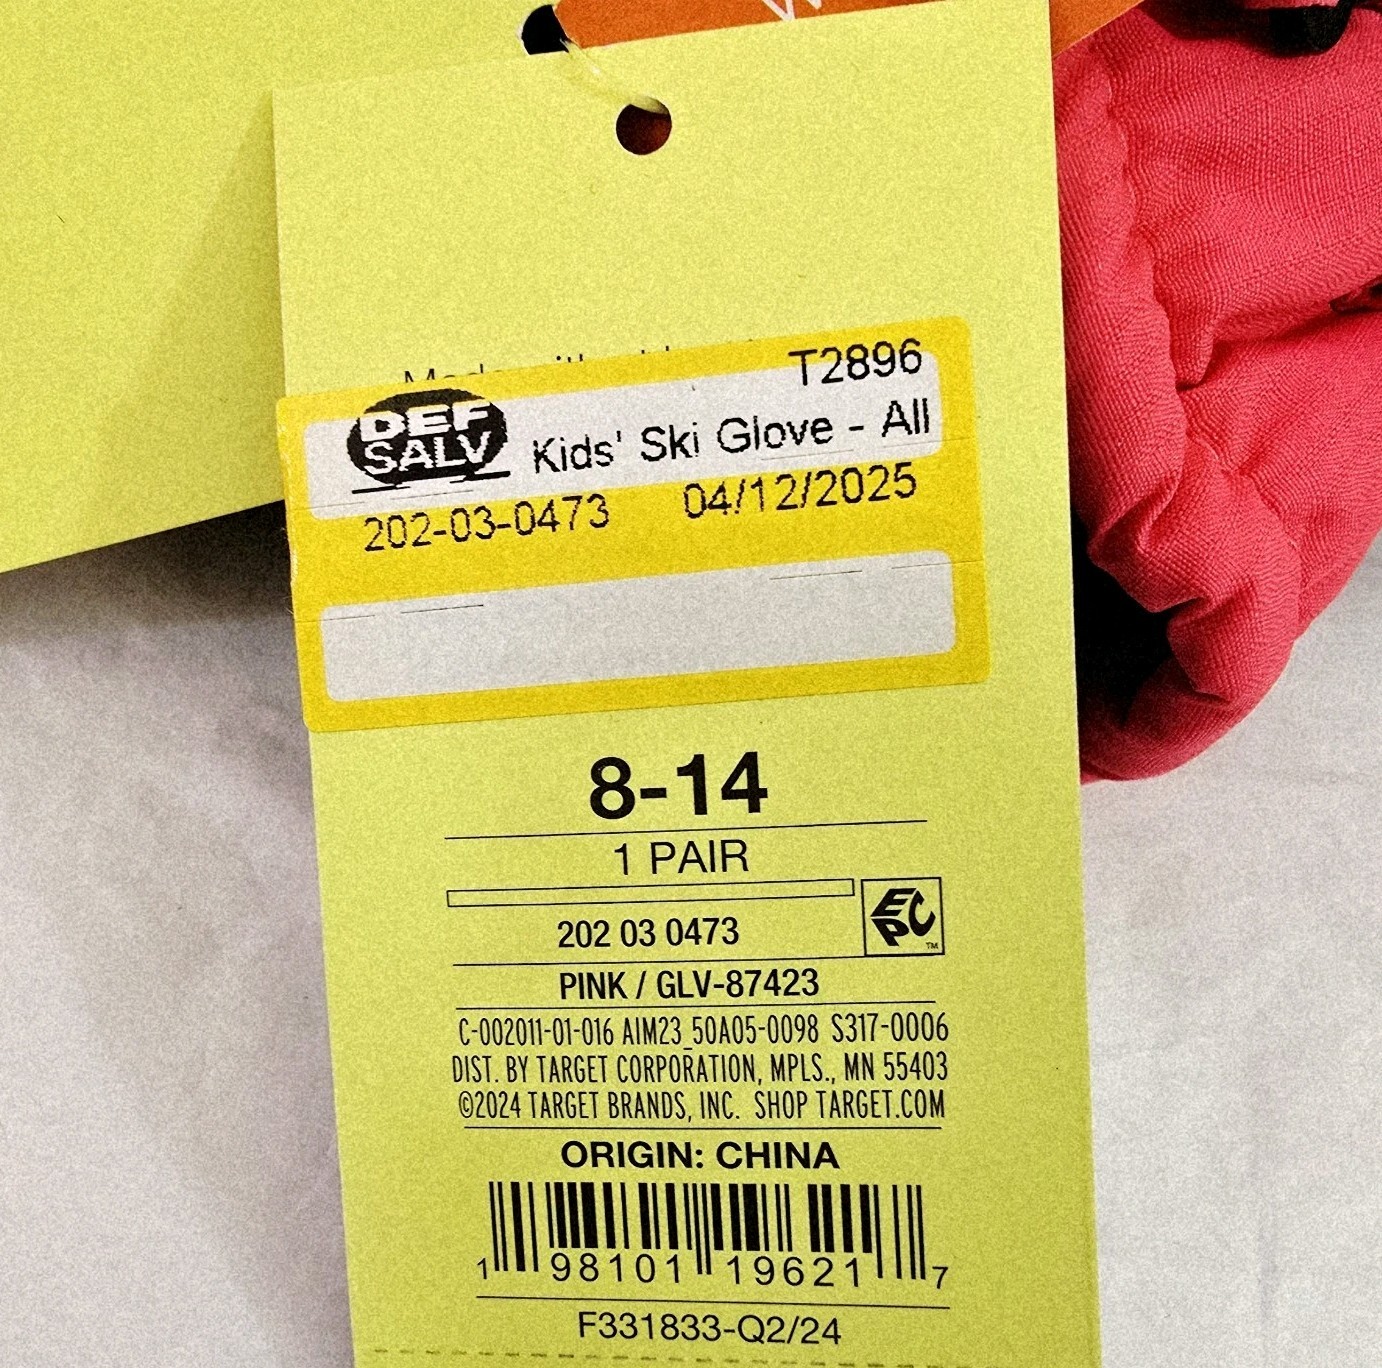 T2896
DEF
SALV
Kids' Ski Glove - All
202-03-0473 04/12/2025
8-14
1 PAIR
EPC
202 03 0473
™
PINK / GLV-87423
C-002011-01-016 AIM23_50A05-0098 S317-0006
DIST. BY TARGET CORPORATION, MPLS., MN 55403
©2024 TARGET BRANDS, INC. SHOP TARGET.COM
ORIGIN: CHINA
1 98101 19621 7
F331833-Q2/24